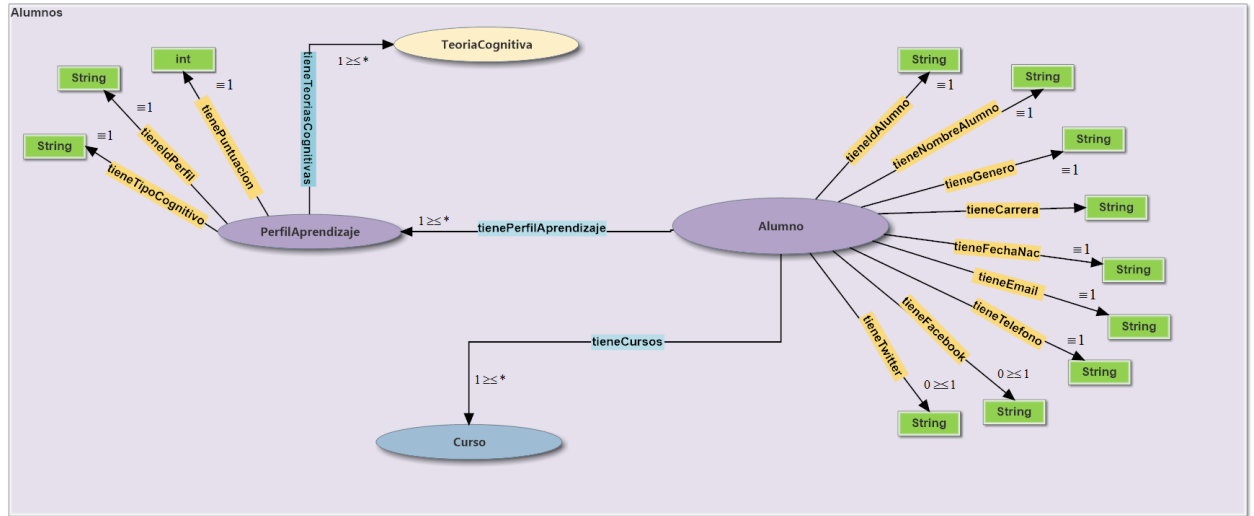 Alumnos
TeoriaCognitiva
1 ≥≤ *
tieneTeoriasCognitivas
int
≡1
tienePuntuacion
String
≡1
tieneIdPerfil
String
≡1
tieneTipoCognitivo
PerfilAprendizaje
1 ≥≤ *
tienePerfilAprendizaje
Alumno
String
≡1
tieneIdAlumno
String
≡1
tieneNombreAlumno
String
≡1
tieneGenero
String
tieneCarrera
String
≡1
tieneFechaNac
String
≡1
tieneEmail
String
≡1
tieneTelefono
String
0 ≥≤ 1
tieneFacebook
String
0 ≥≤ 1
tieneTwitter
tieneCursos
1 ≥≤ *
Curso